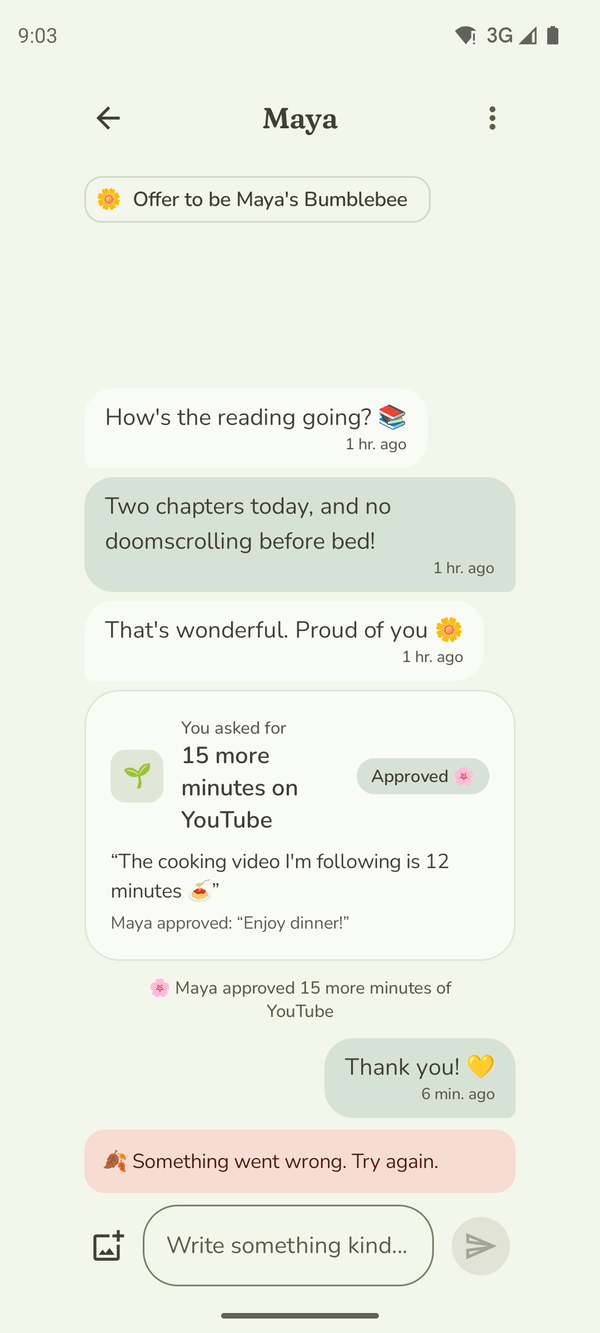 9:03
3G
Maya
🌼 Offer to be Maya's Bumblebee
How's the reading going? 📚
1 hr. ago
Two chapters today, and no
doomscrolling before bed!
1 hr. ago
That's wonderful. Proud of you 🌼
1 hr. ago
You asked for
15 more
minutes on
YouTube
Approved 🌸
“The cooking video I'm following is 12
minutes 🍝”
Maya approved: “Enjoy dinner!”
🌸 Maya approved 15 more minutes of
YouTube
Thank you! 💛
6 min. ago
🍂 Something went wrong. Try again.
Write something kind...